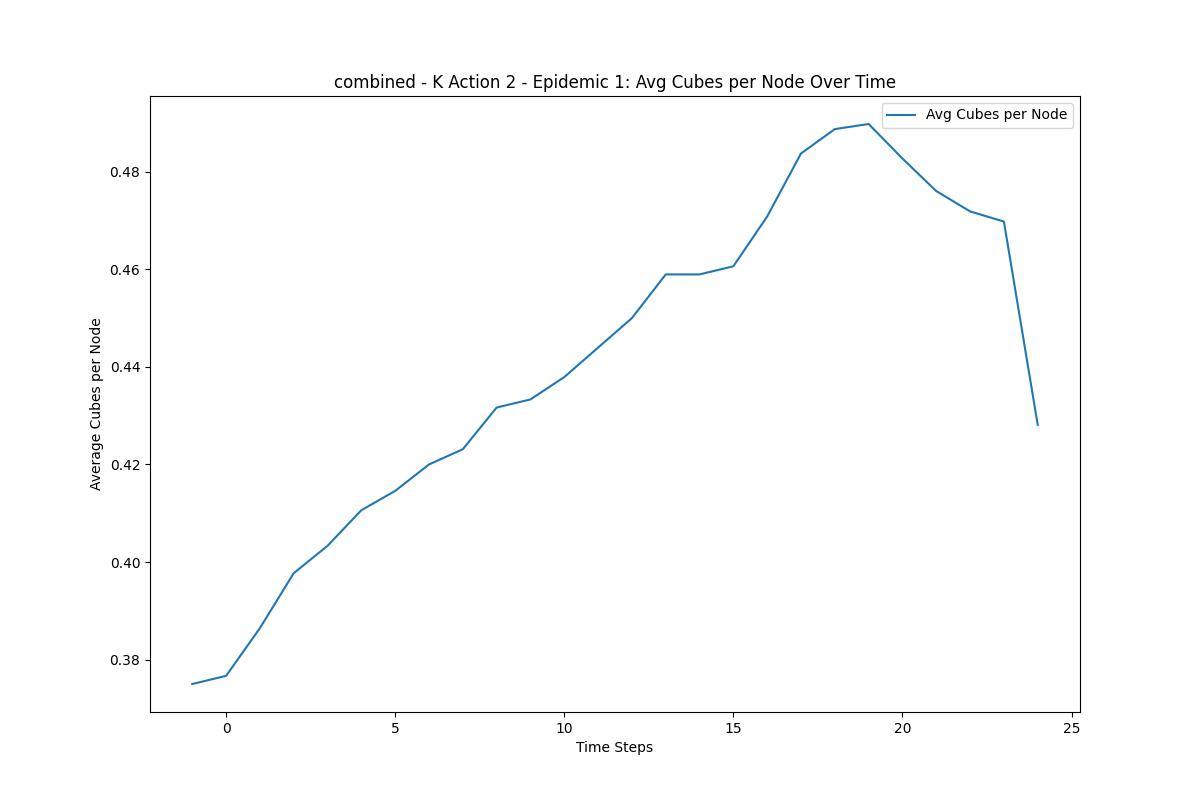 combined - K Action 2 - Epidemic 1: Avg Cubes per Node Over Time
Avg Cubes per Node
0.48
0.46
0.44
0.42
0.40
0.38
Average Cubes per Node
0 5 10 15 20 25
Time Steps